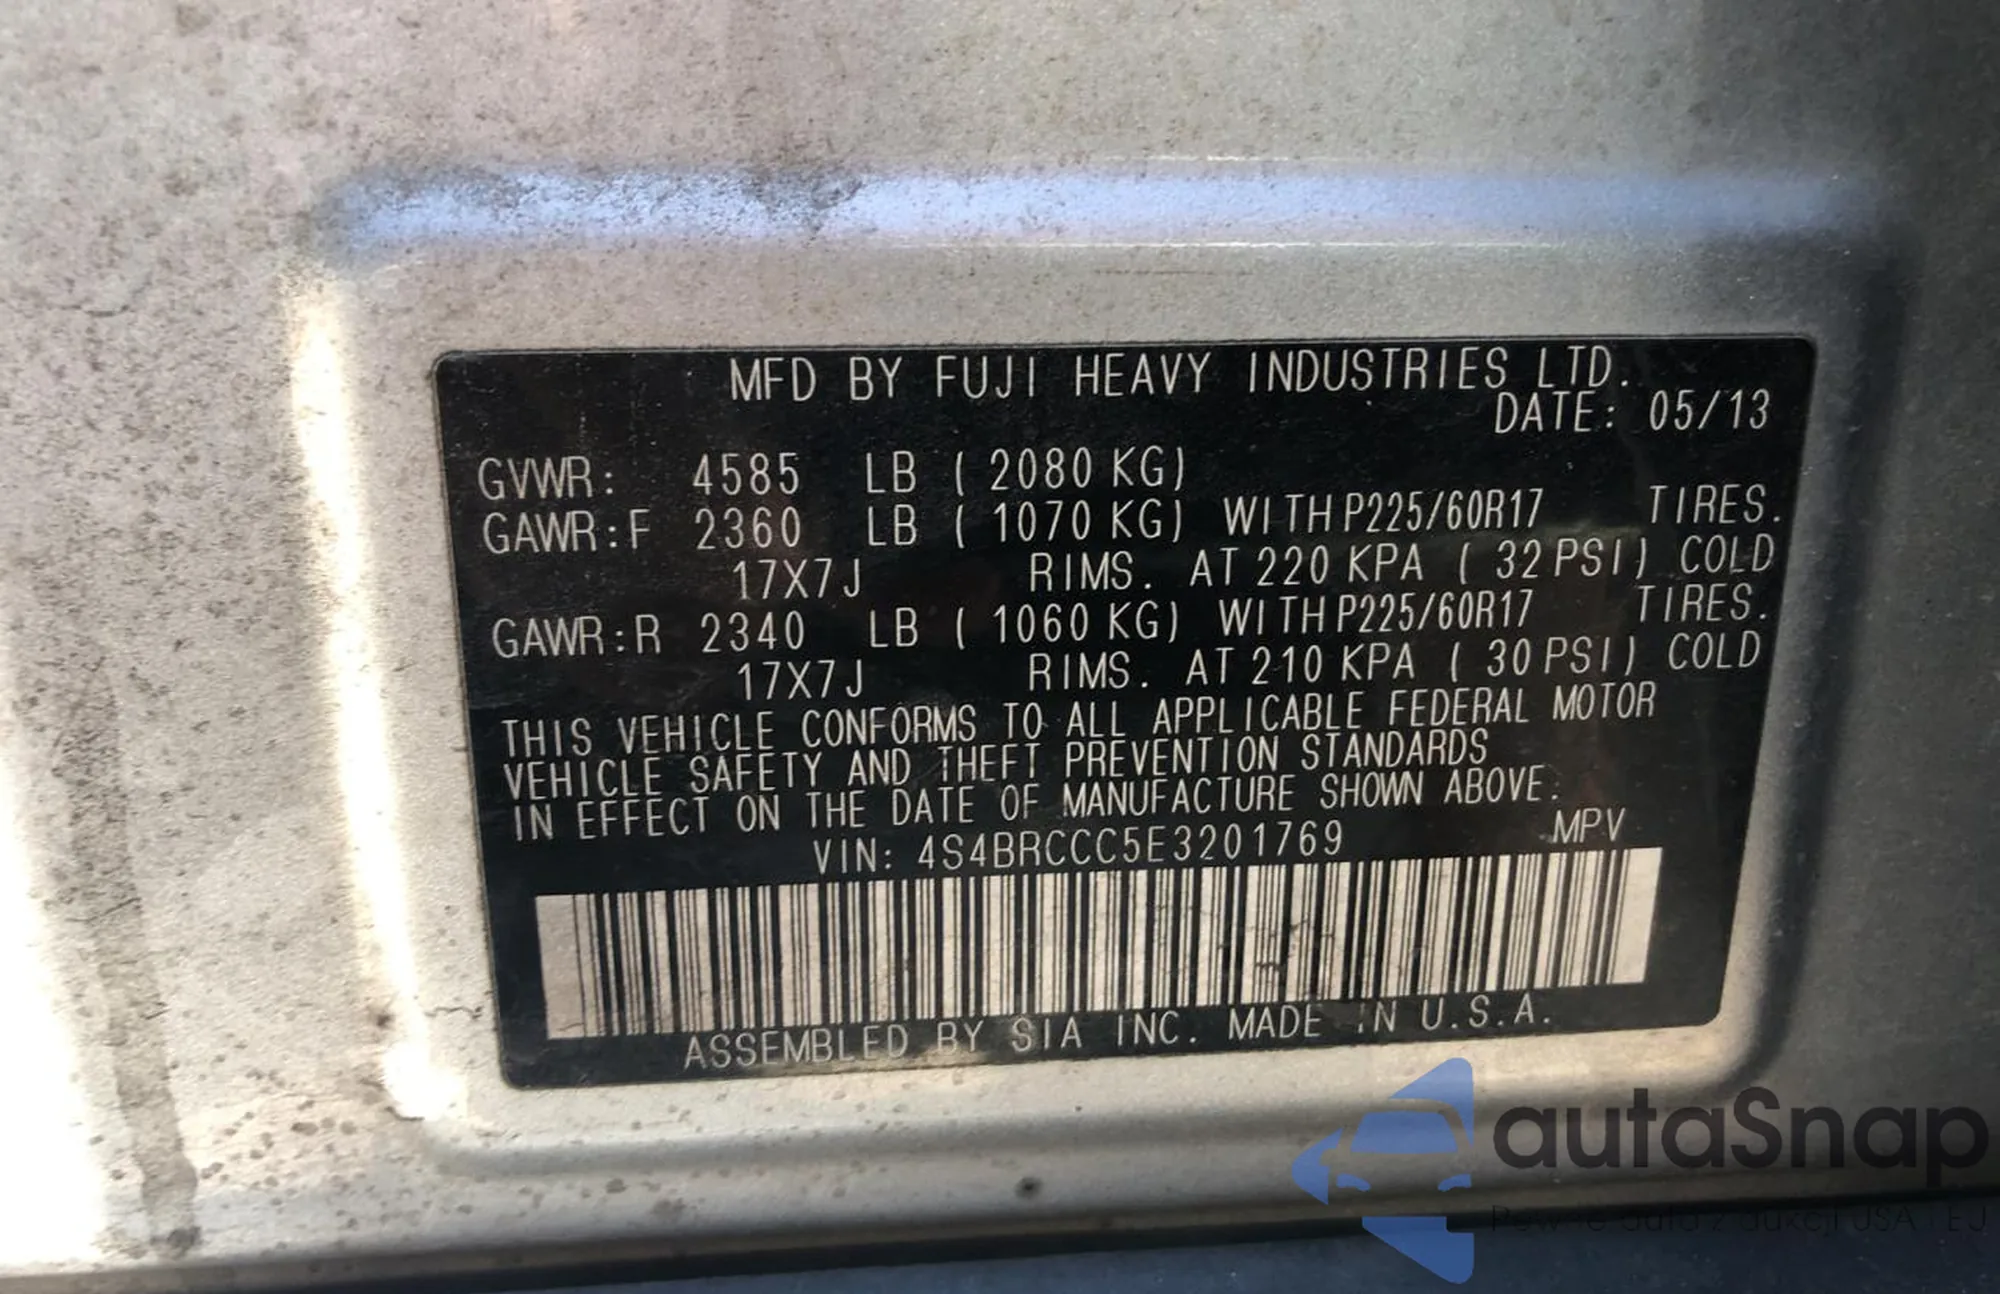 MFD BY FUJI HEAVY INDUSTRIES LTD.
DATE: 05/13
GVWR: 4585 LB ( 2080 KG)
GAWR:F 2360 LB ( 1070 KG) WITH P225/60R17 TIRES.
17X7J RIMS. AT 220 KPA ( 32 PSI) COLD
GAWR:R 2340 LB ( 1060 KG) WITH P225/60R17 TIRES.
17X7J RIMS. AT 210 KPA ( 30 PSI) COLD
THIS VEHICLE CONFORMS TO ALL APPLICABLE FEDERAL MOTOR
VEHICLE SAFETY AND THEFT PREVENTION STANDARDS
IN EFFECT ON THE DATE OF MANUFACTURE SHOWN ABOVE.
VIN: 4S4BRCCC5E3201769 MPV
ASSEMBLED BY SIA INC. MADE IN U.S.A.
autaSnap
auta z aukcji USA i EU